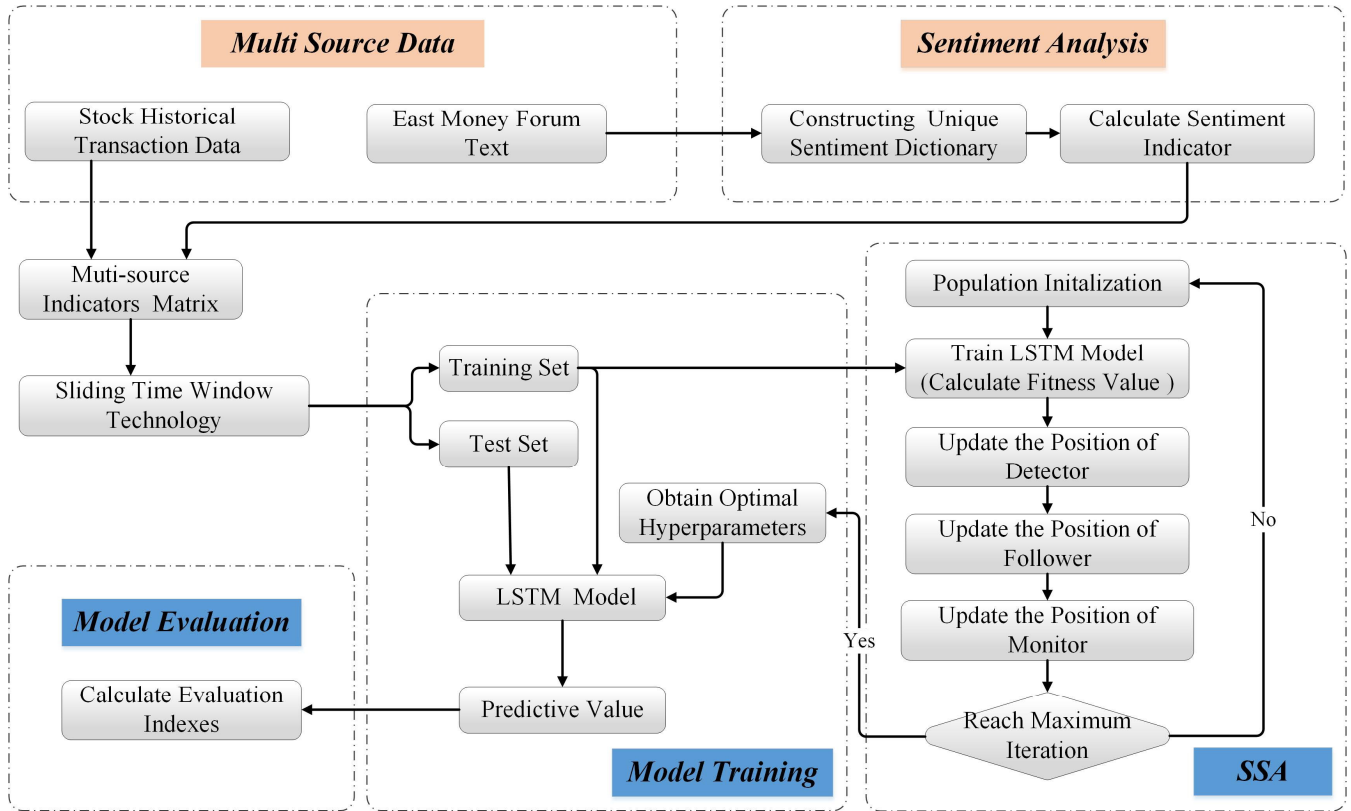 Multi Source Data
Sentiment Analysis
Stock Historical
Transaction Data
East Money Forum
Text
Constructing Unique
Sentiment Dictionary
Calculate Sentiment
Indicator
Muti-source
Indicators Matrix
Sliding Time Window
Technology
Training Set
Test Set
Obtain Optimal
Hyperparameters
LSTM Model
Predictive Value
Model Training
Model Evaluation
Calculate Evaluation
Indexes
Population Initalization
Train LSTM Model
(Calculate Fitness Value )
Update the Position of
Detector
Update the Position of
Follower
Update the Position of
Monitor
Reach Maximum
Iteration
Yes
No
SSA